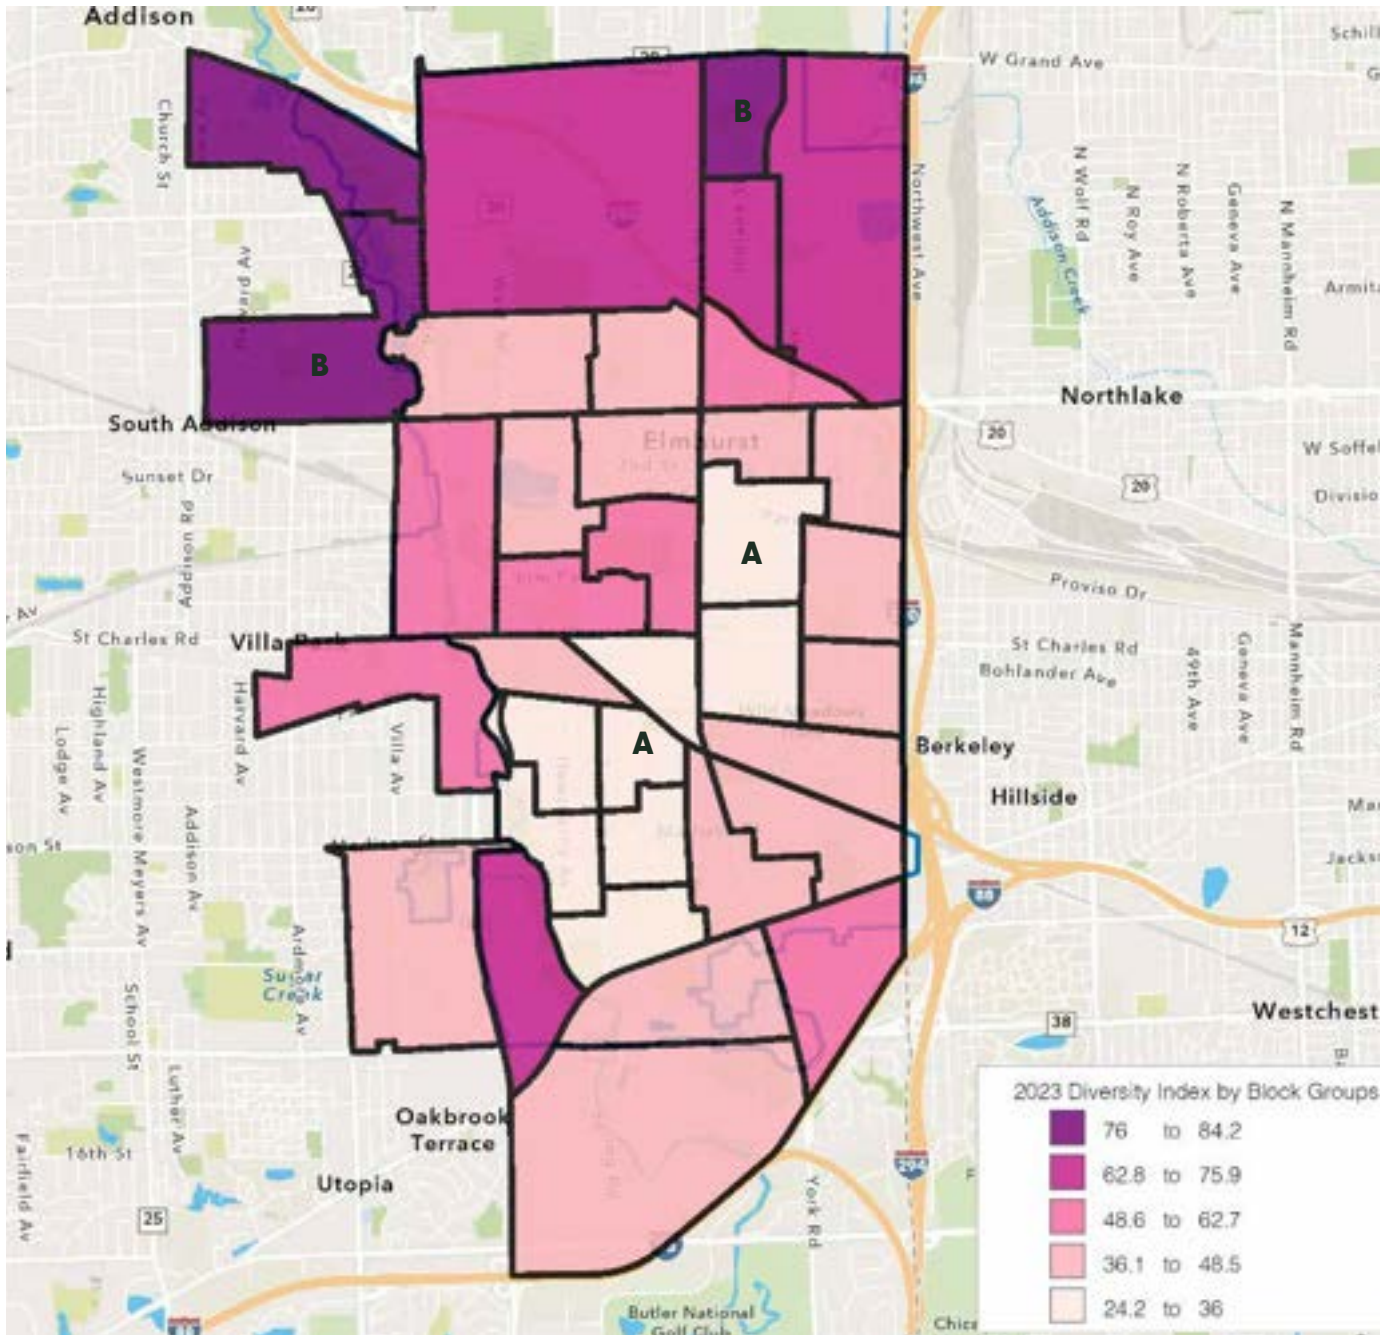 Addison
20
W Grand Ave
Church St
B
N Wolf Rd
N Roy Ave
N Roberta Ave
Geneva Ave
N Mannheim Rd
Northwest Ave
Addison Creek
B
Northlake
South Addison
20
Elmhurst
Sunset Dr
20
Addison Rd
A
Proviso Dr
St Charles Rd
Villa Park
St Charles Rd
Bohlander Ave
49th Ave
Geneva Ave
Mannheim Rd
Harvard Av
Highland Av
Lodge Av
Villa Av
A
Wild Meadows
Berkeley
Hillside
Westmore Meyers Av
Addison Av
Madison St
88
12
Ardmore Av
Sugar
Creek
School St
38
Luther Av
Oakbrook
Terrace
16th St
Fairfield Av
Utopia
25
York Rd
294
Butler National
Golf Club
2023 Diversity Index by Block Groups
76 to 84.2
62.8 to 75.9
48.6 to 62.7
36.1 to 48.5
24.2 to 36